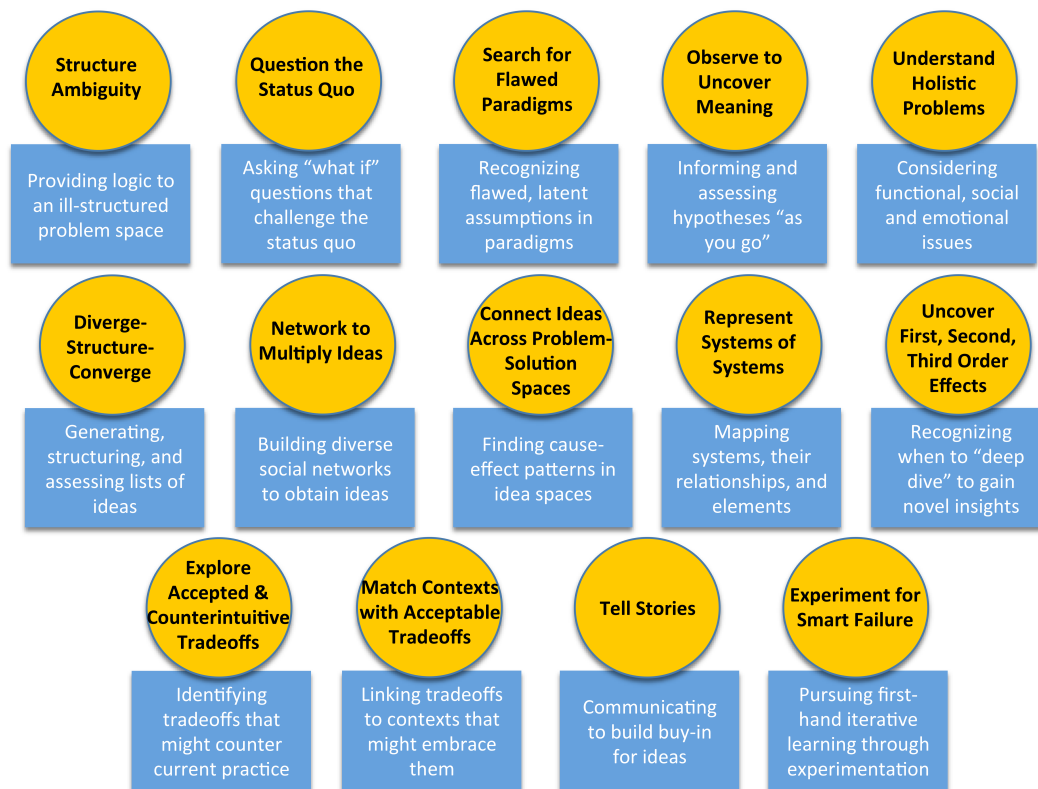 Structure
Ambiguity
Providing logic to
an ill-structured
problem space
Question the
Status Quo
Asking “what if”
questions that
challenge the
status quo
Search for
Flawed
Paradigms
Recognizing
flawed, latent
assumptions in
paradigms
Observe to
Uncover
Meaning
Informing and
assessing
hypotheses “as
you go”
Understand
Holistic
Problems
Considering
functional, social
and emotional
issues
Diverge-
Structure-
Converge
Generating,
structuring, and
assessing lists of
ideas
Network to
Multiply Ideas
Building diverse
social networks
to obtain ideas
Connect Ideas
Across Problem-
Solution
Spaces
Finding cause-
effect patterns in
idea spaces
Represent
Systems of
Systems
Mapping
systems, their
relationships, and
elements
Uncover
First, Second,
Third Order
Effects
Recognizing
when to “deep
dive” to gain
novel insights
Explore
Accepted &
Counterintuitive
Tradeoffs
Identifying
tradeoffs that
might counter
current practice
Match Contexts
with Acceptable
Tradeoffs
Linking tradeoffs
to contexts that
might embrace
them
Tell Stories
Communicating
to build buy-in
for ideas
Experiment for
Smart Failure
Pursuing first-
hand iterative
learning through
experimentation